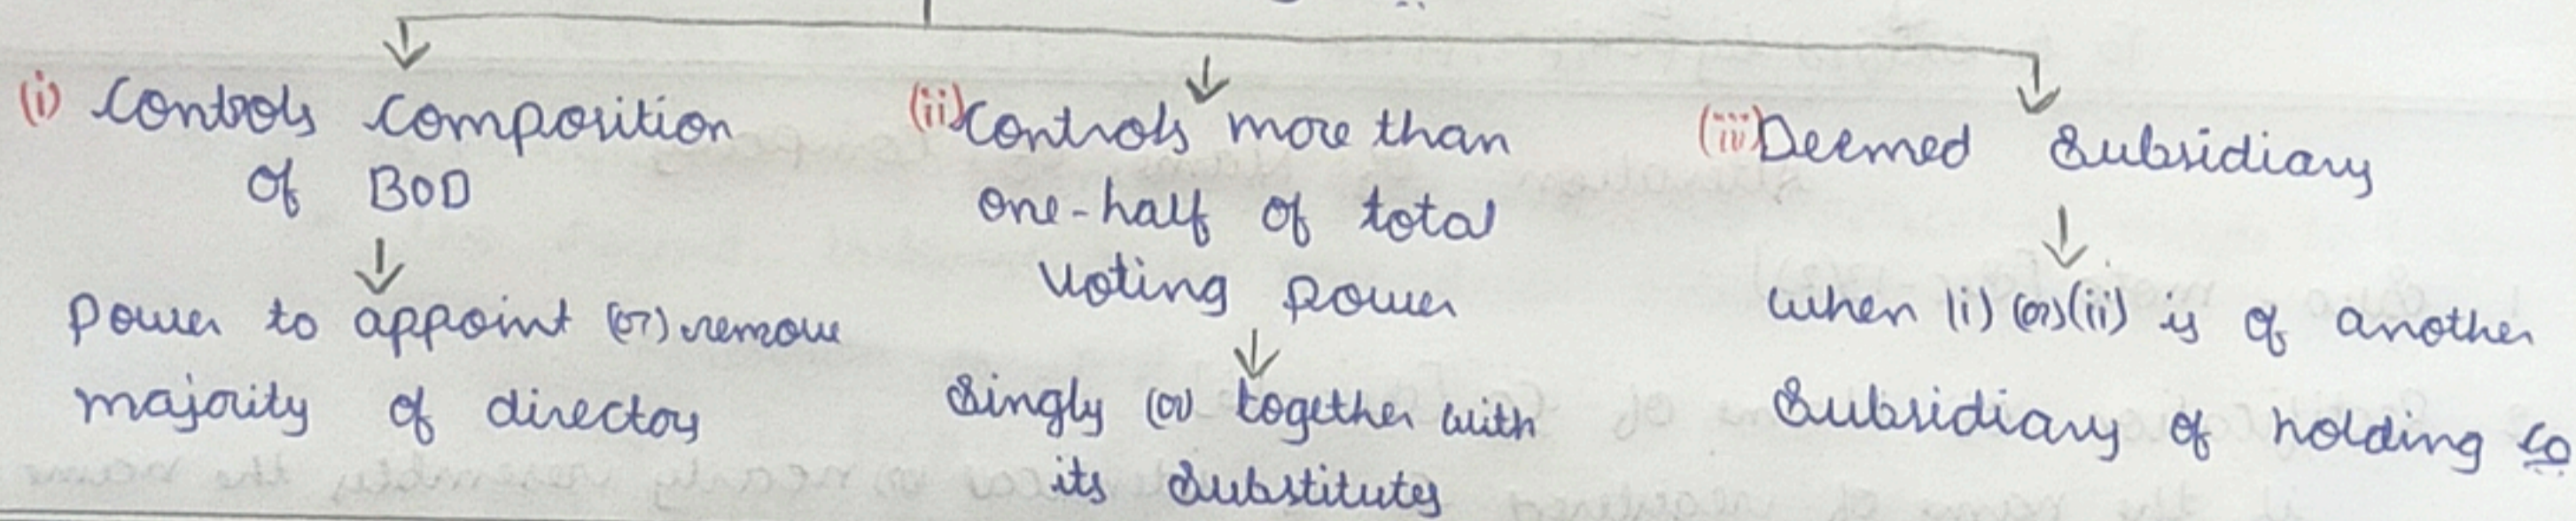 (i) Controls Composition
of BOD
Power to appoint (or) remove
majority of directors
(ii) Controls more than
one-half of total
Voting power
Singly (or) together with
its Substitutes
(iii) Deemed Subsidiary
when (i) (or) (ii) is of another
Subsidiary of holding co